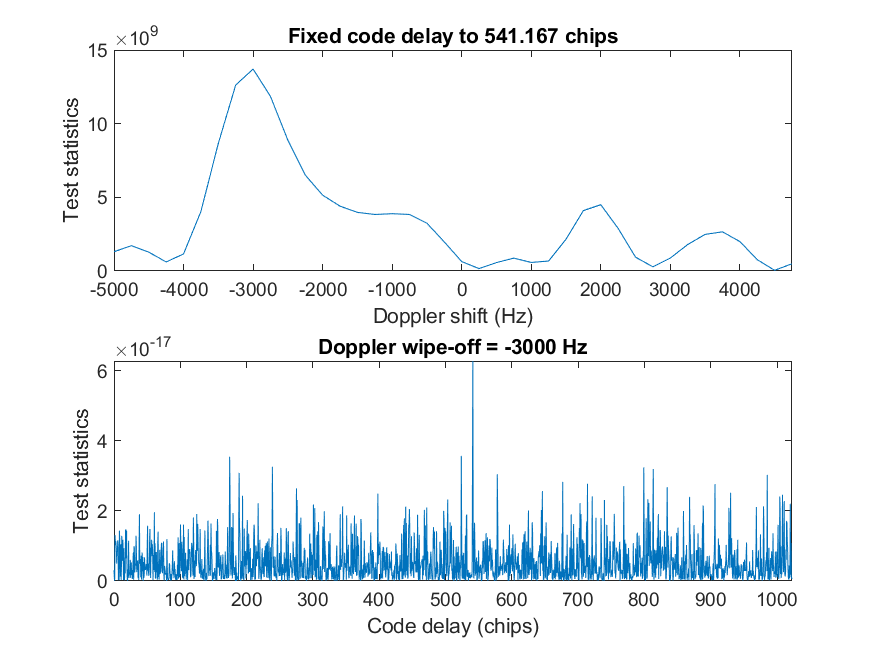 ×10^9
Fixed code delay to 541.167 chips
15
10
5
0
Test statistics
-5000 -4000 -3000 -2000 -1000 0 1000 2000 3000 4000
Doppler shift (Hz)
×10^-17
Doppler wipe-off = -3000 Hz
6
4
2
0
Test statistics
0 100 200 300 400 500 600 700 800 900 1000
Code delay (chips)